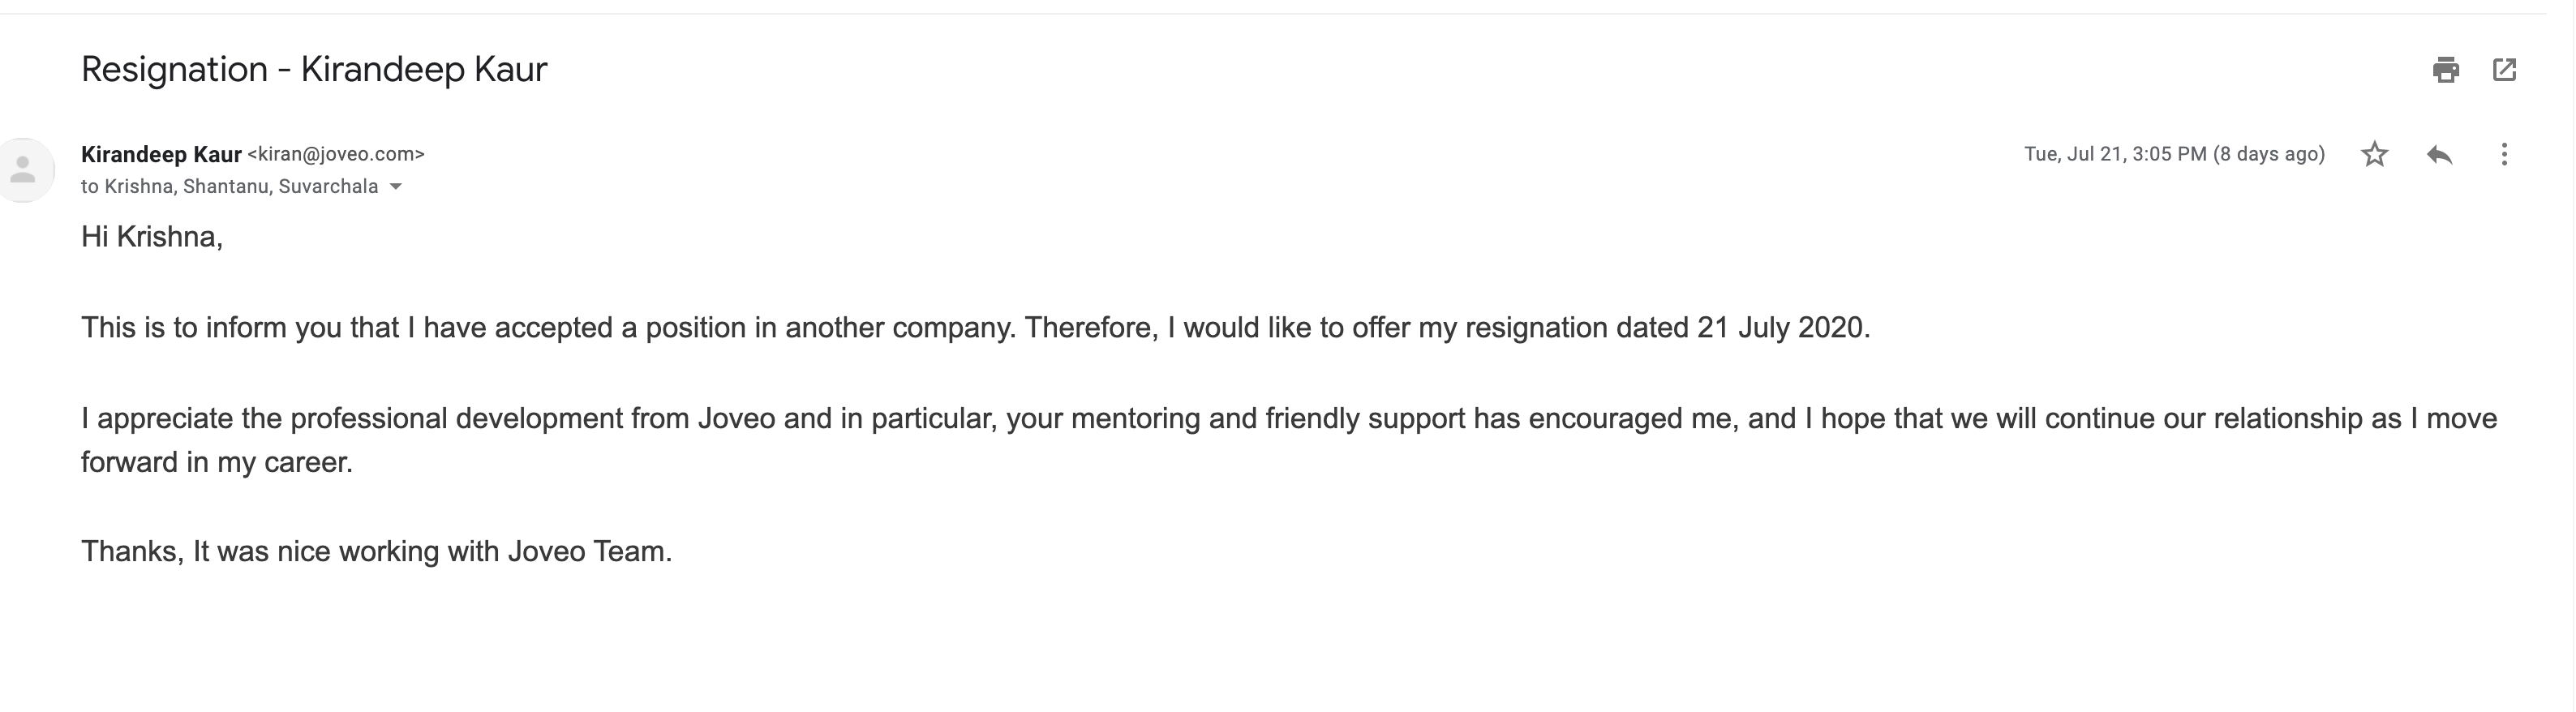 Resignation - Kirandeep Kaur
Kirandeep Kaur <kiran@joveo.com>
Tue, Jul 21, 3:05 PM (8 days ago)
to Krishna, Shantanu, Suvarchala
Hi Krishna,
This is to inform you that I have accepted a position in another company. Therefore, I would like to offer my resignation dated 21 July 2020.
I appreciate the professional development from Joveo and in particular, your mentoring and friendly support has encouraged me, and I hope that we will continue our relationship as I move
forward in my career.
Thanks, It was nice working with Joveo Team.